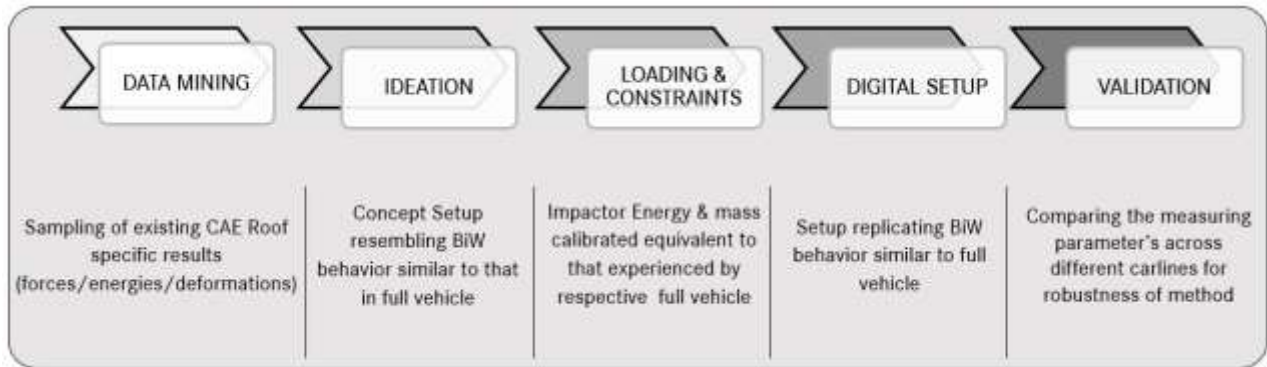 DATA MINING
IDEATION
LOADING &
CONSTRAINTS
DIGITAL SETUP
VALIDATION
Sampling of existing CAE Roof
specific results
(forces/energies/deformations)
Concept Setup
resembling BiW
behavior similar to that
in full vehicle
Impactor Energy & mass
calibrated equivalent to
that experienced by
respective full vehicle
Setup replicating BiW
behavior similar to full
vehicle
Comparing the measuring
parameter's across
different carlines for
robustness of method